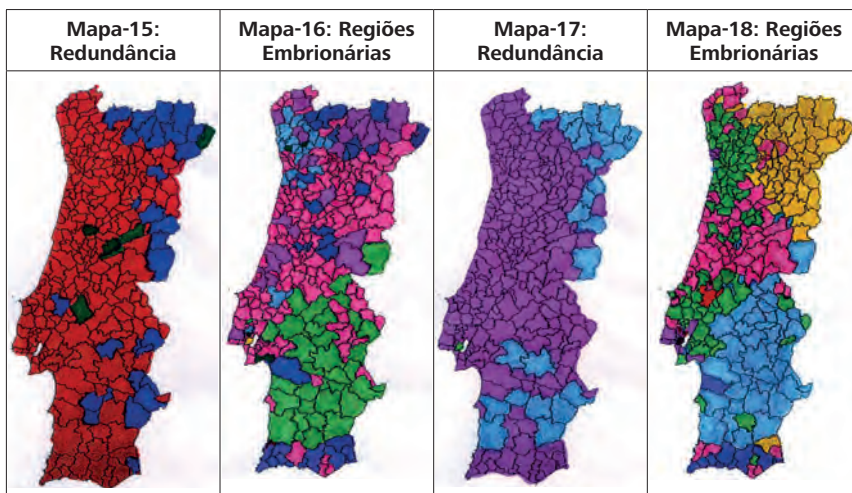 Mapa-15:
Redundância
Mapa-16: Regiões
Embrionárias
Mapa-17:
Redundância
Mapa-18: Regiões
Embrionárias